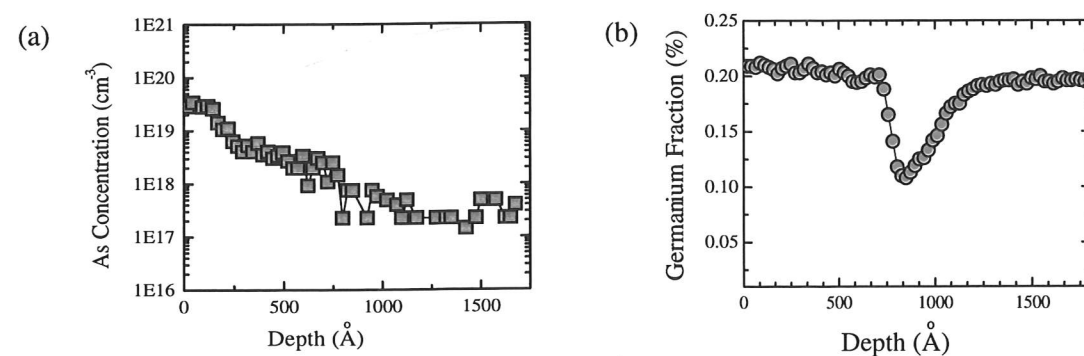 (a)
As Concentration (cm⁻³)
1E21
1E20
1E19
1E18
1E17
1E16
0
500
1000
1500
Depth (Å)
(b)
Germanium Fraction (%)
0.25
0.20
0.15
0.10
0.05
0
500
1000
1500
Depth (Å)